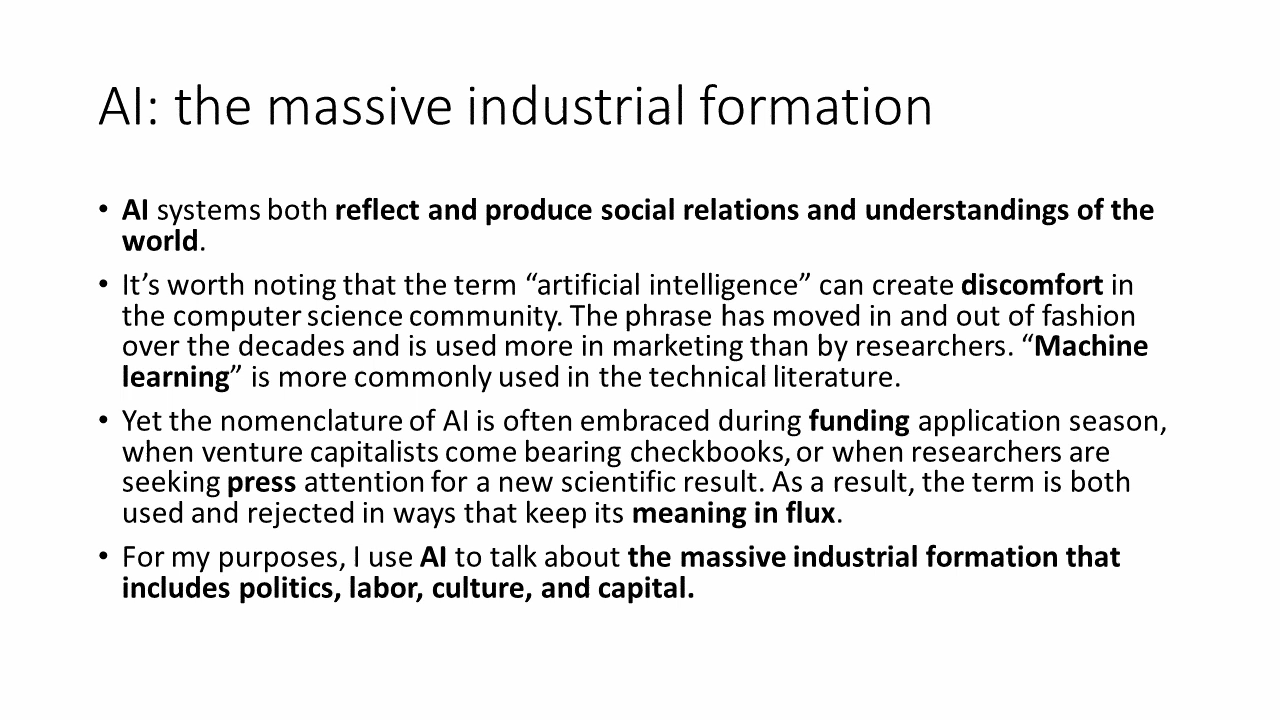 AI: the massive industrial formation
• AI systems both reflect and produce social relations and understandings of the
world.
• It’s worth noting that the term “artificial intelligence” can create discomfort in
the computer science community. The phrase has moved in and out of fashion
over the decades and is used more in marketing than by researchers. “Machine
learning” is more commonly used in the technical literature.
• Yet the nomenclature of AI is often embraced during funding application season,
when venture capitalists come bearing checkbooks, or when researchers are
seeking press attention for a new scientific result. As a result, the term is both
used and rejected in ways that keep its meaning in flux.
• For my purposes, I use AI to talk about the massive industrial formation that
includes politics, labor, culture, and capital.